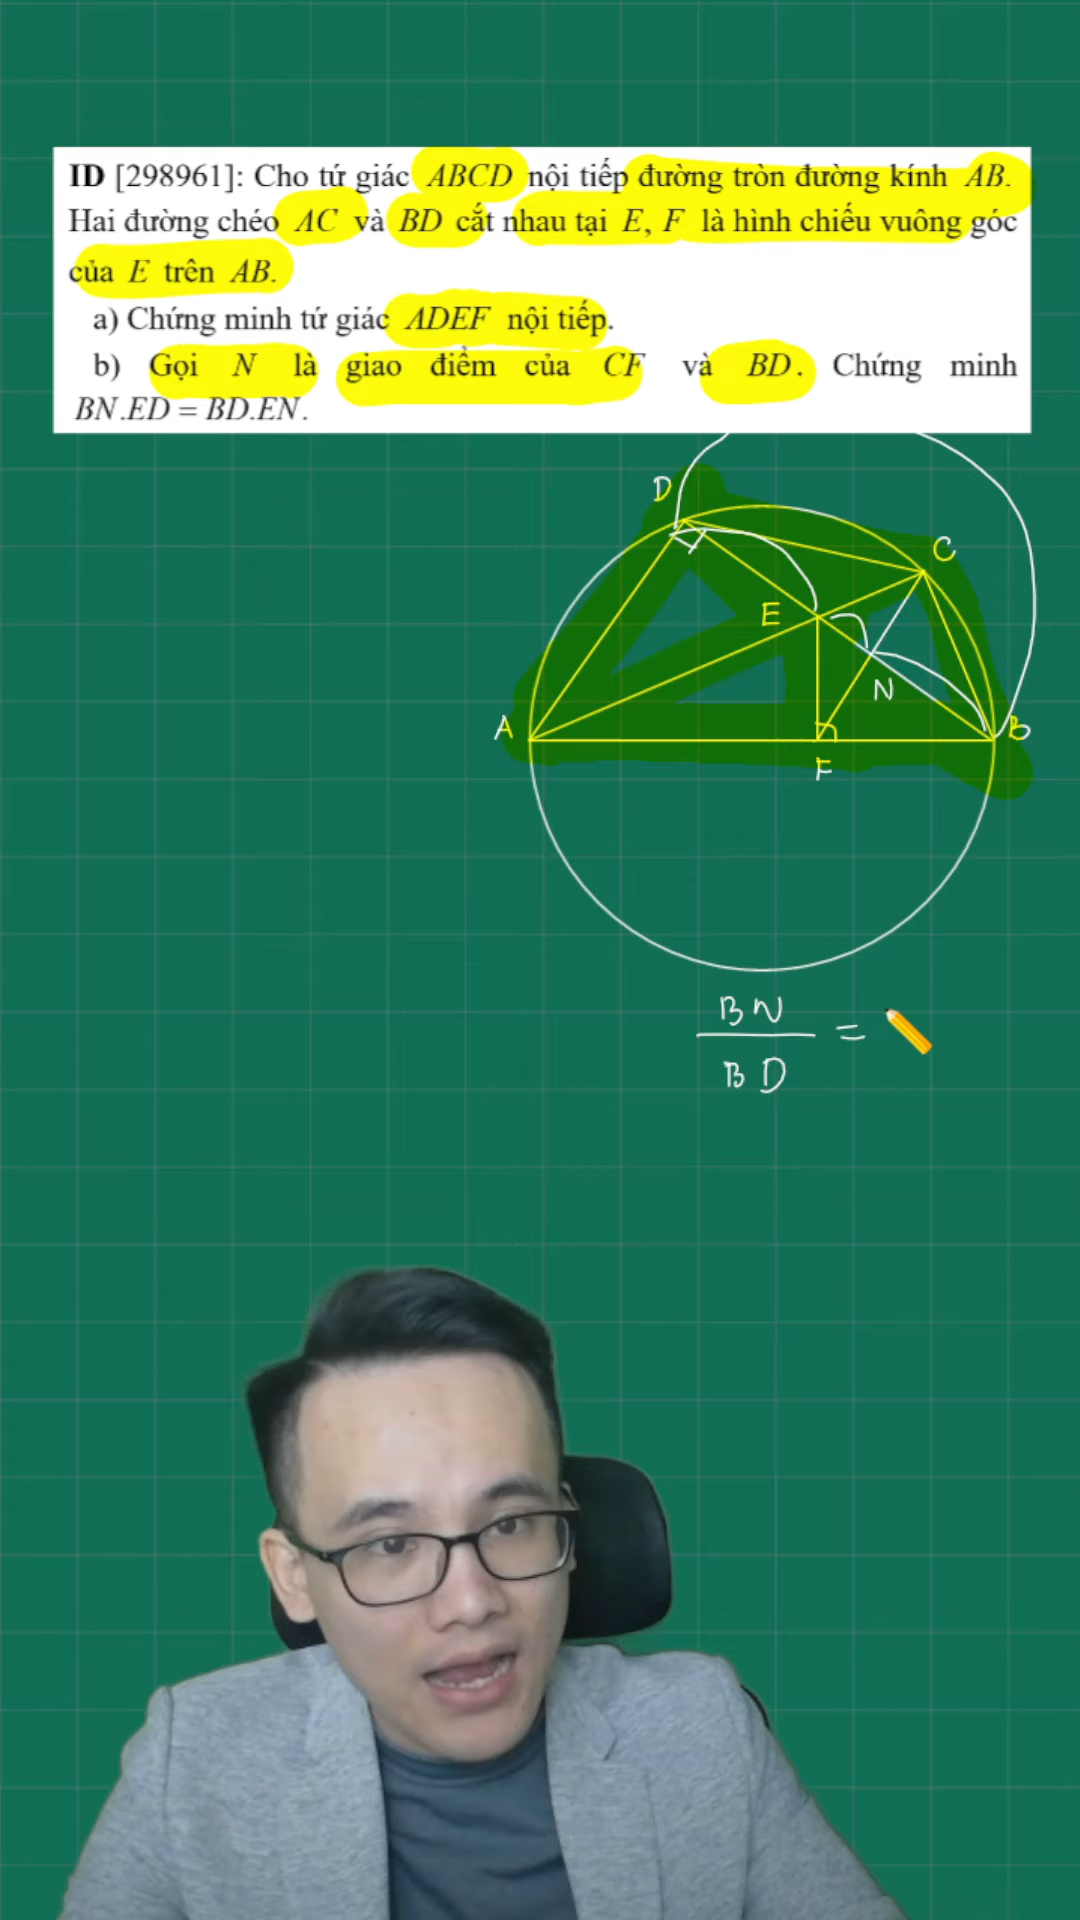 ID [298961]: Cho tứ giác ABCD nội tiếp đường tròn đường kính AB.
Hai đường chéo AC và BD cắt nhau tại E, F là hình chiếu vuông góc
của E trên AB.
a) Chứng minh tứ giác ADEF nội tiếp.
b) Gọi N là giao điểm của CF và BD. Chứng minh
BN.ED = BD.EN.
D
C
E
N
A
B
F
BN
=
BD